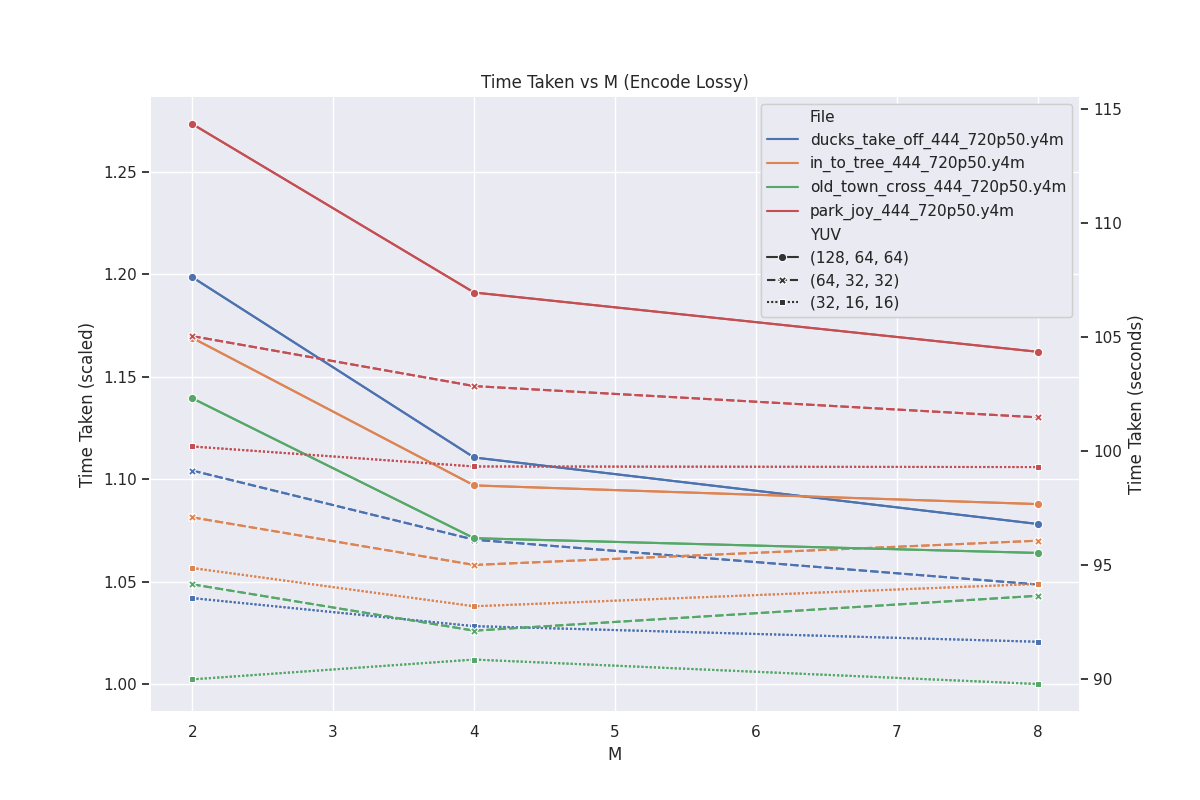 Time Taken vs M (Encode Lossy)
Time Taken (scaled)
1.25
1.20
1.15
1.10
1.05
1.00
File
ducks_take_off_444_720p50.y4m
in_to_tree_444_720p50.y4m
old_town_cross_444_720p50.y4m
park_joy_444_720p50.y4m
YUV
(128, 64, 64)
(64, 32, 32)
(32, 16, 16)
115
110
105
100
95
90
Time Taken (seconds)
2 3 4 5 6 7 8
M